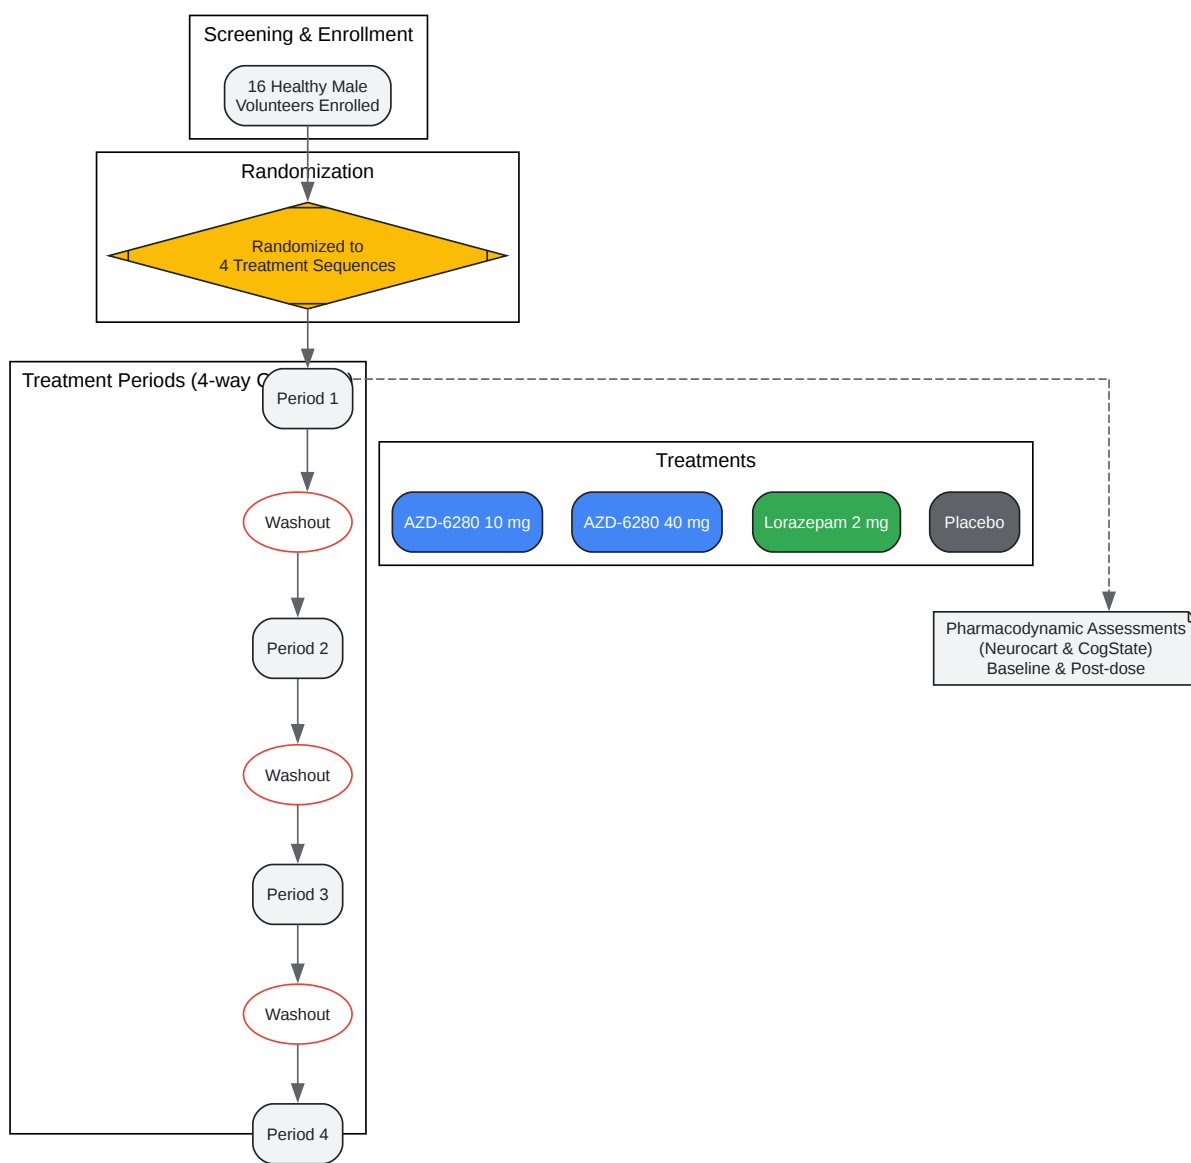 Screening & Enrollment
16 Healthy Male
Volunteers Enrolled
Randomization
Randomized to
4 Treatment Sequences
Treatment Periods (4-way
Period 1
Washout
Treatments
AZD-6280 10 mg
AZD-6280 40 mg
Lorazepam 2 mg
Placebo
Period 2
Pharmacodynamic Assessments
(Neurocart & CogState)
Baseline & Post-dose
Washout
Period 3
Washout
Period 4